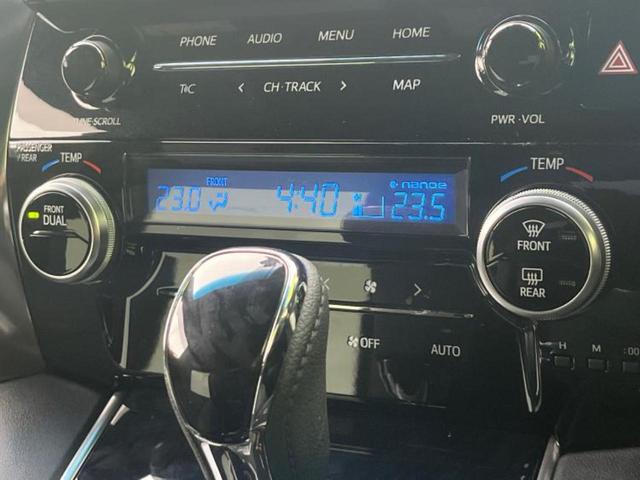 PHONE AUDIO MENU HOME
CH·TRACK MAP
TUNE·SCROLL PWR·VOL
PASSENGER
/REAR
TEMP TEMP
FRONT nanoe
23.0 4:40 23.5
FRONT
DUAL
FRONT
REAR
OFF AUTO
H M :00